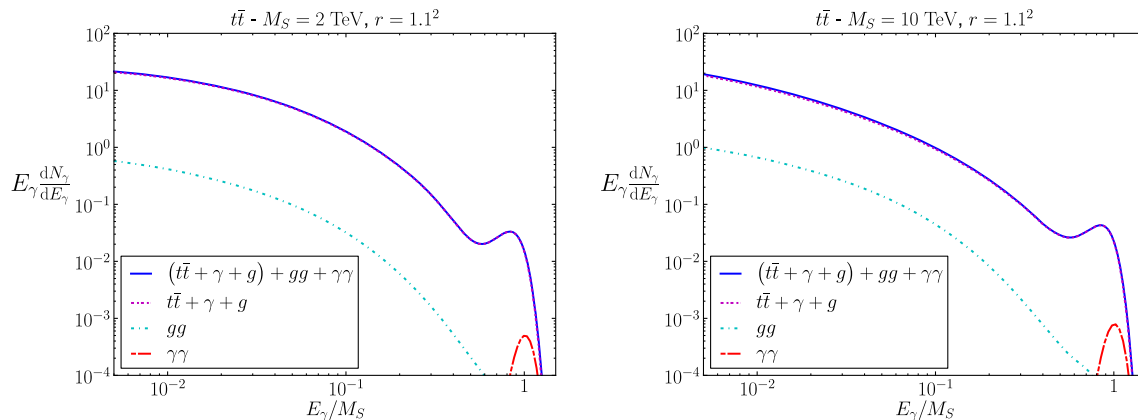 tt̄ - M_S = 2 TeV, r = 1.1²
10²
10¹
10⁰
10⁻¹
10⁻²
10⁻³
10⁻⁴
E_γ dN_γ/dE_γ
(tt̄ + γ + g) + gg + γγ
tt̄ + γ + g
gg
γγ
10⁻² 10⁻¹ 1
E_γ/M_S
tt̄ - M_S = 10 TeV, r = 1.1²
10²
10¹
10⁰
10⁻¹
10⁻²
10⁻³
10⁻⁴
E_γ dN_γ/dE_γ
(tt̄ + γ + g) + gg + γγ
tt̄ + γ + g
gg
γγ
10⁻² 10⁻¹ 1
E_γ/M_S